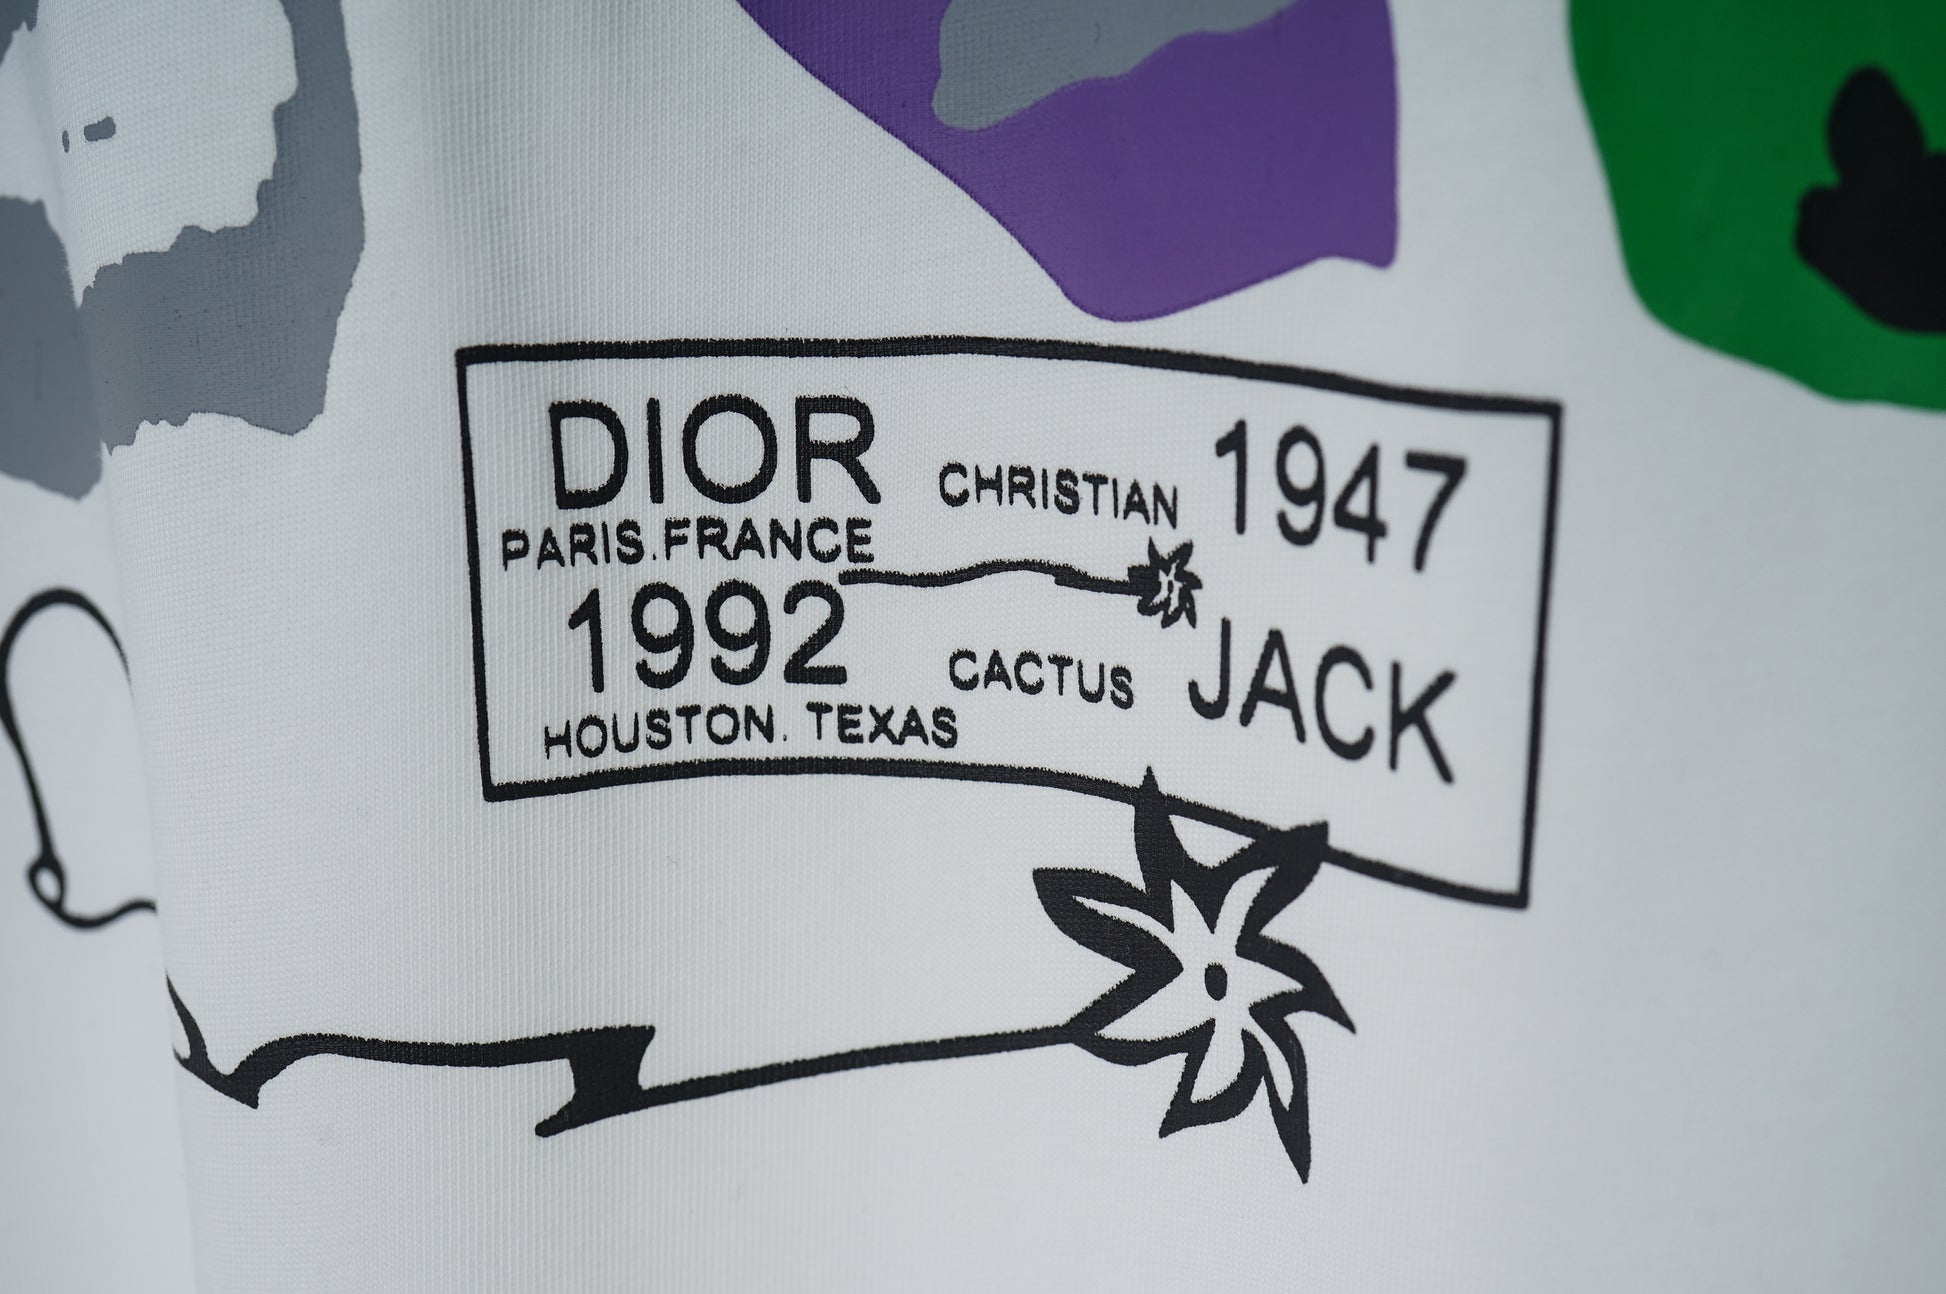 DIOR CHRISTIAN 1947
PARIS.FRANCE
1992 CACTUS JACK
HOUSTON. TEXAS